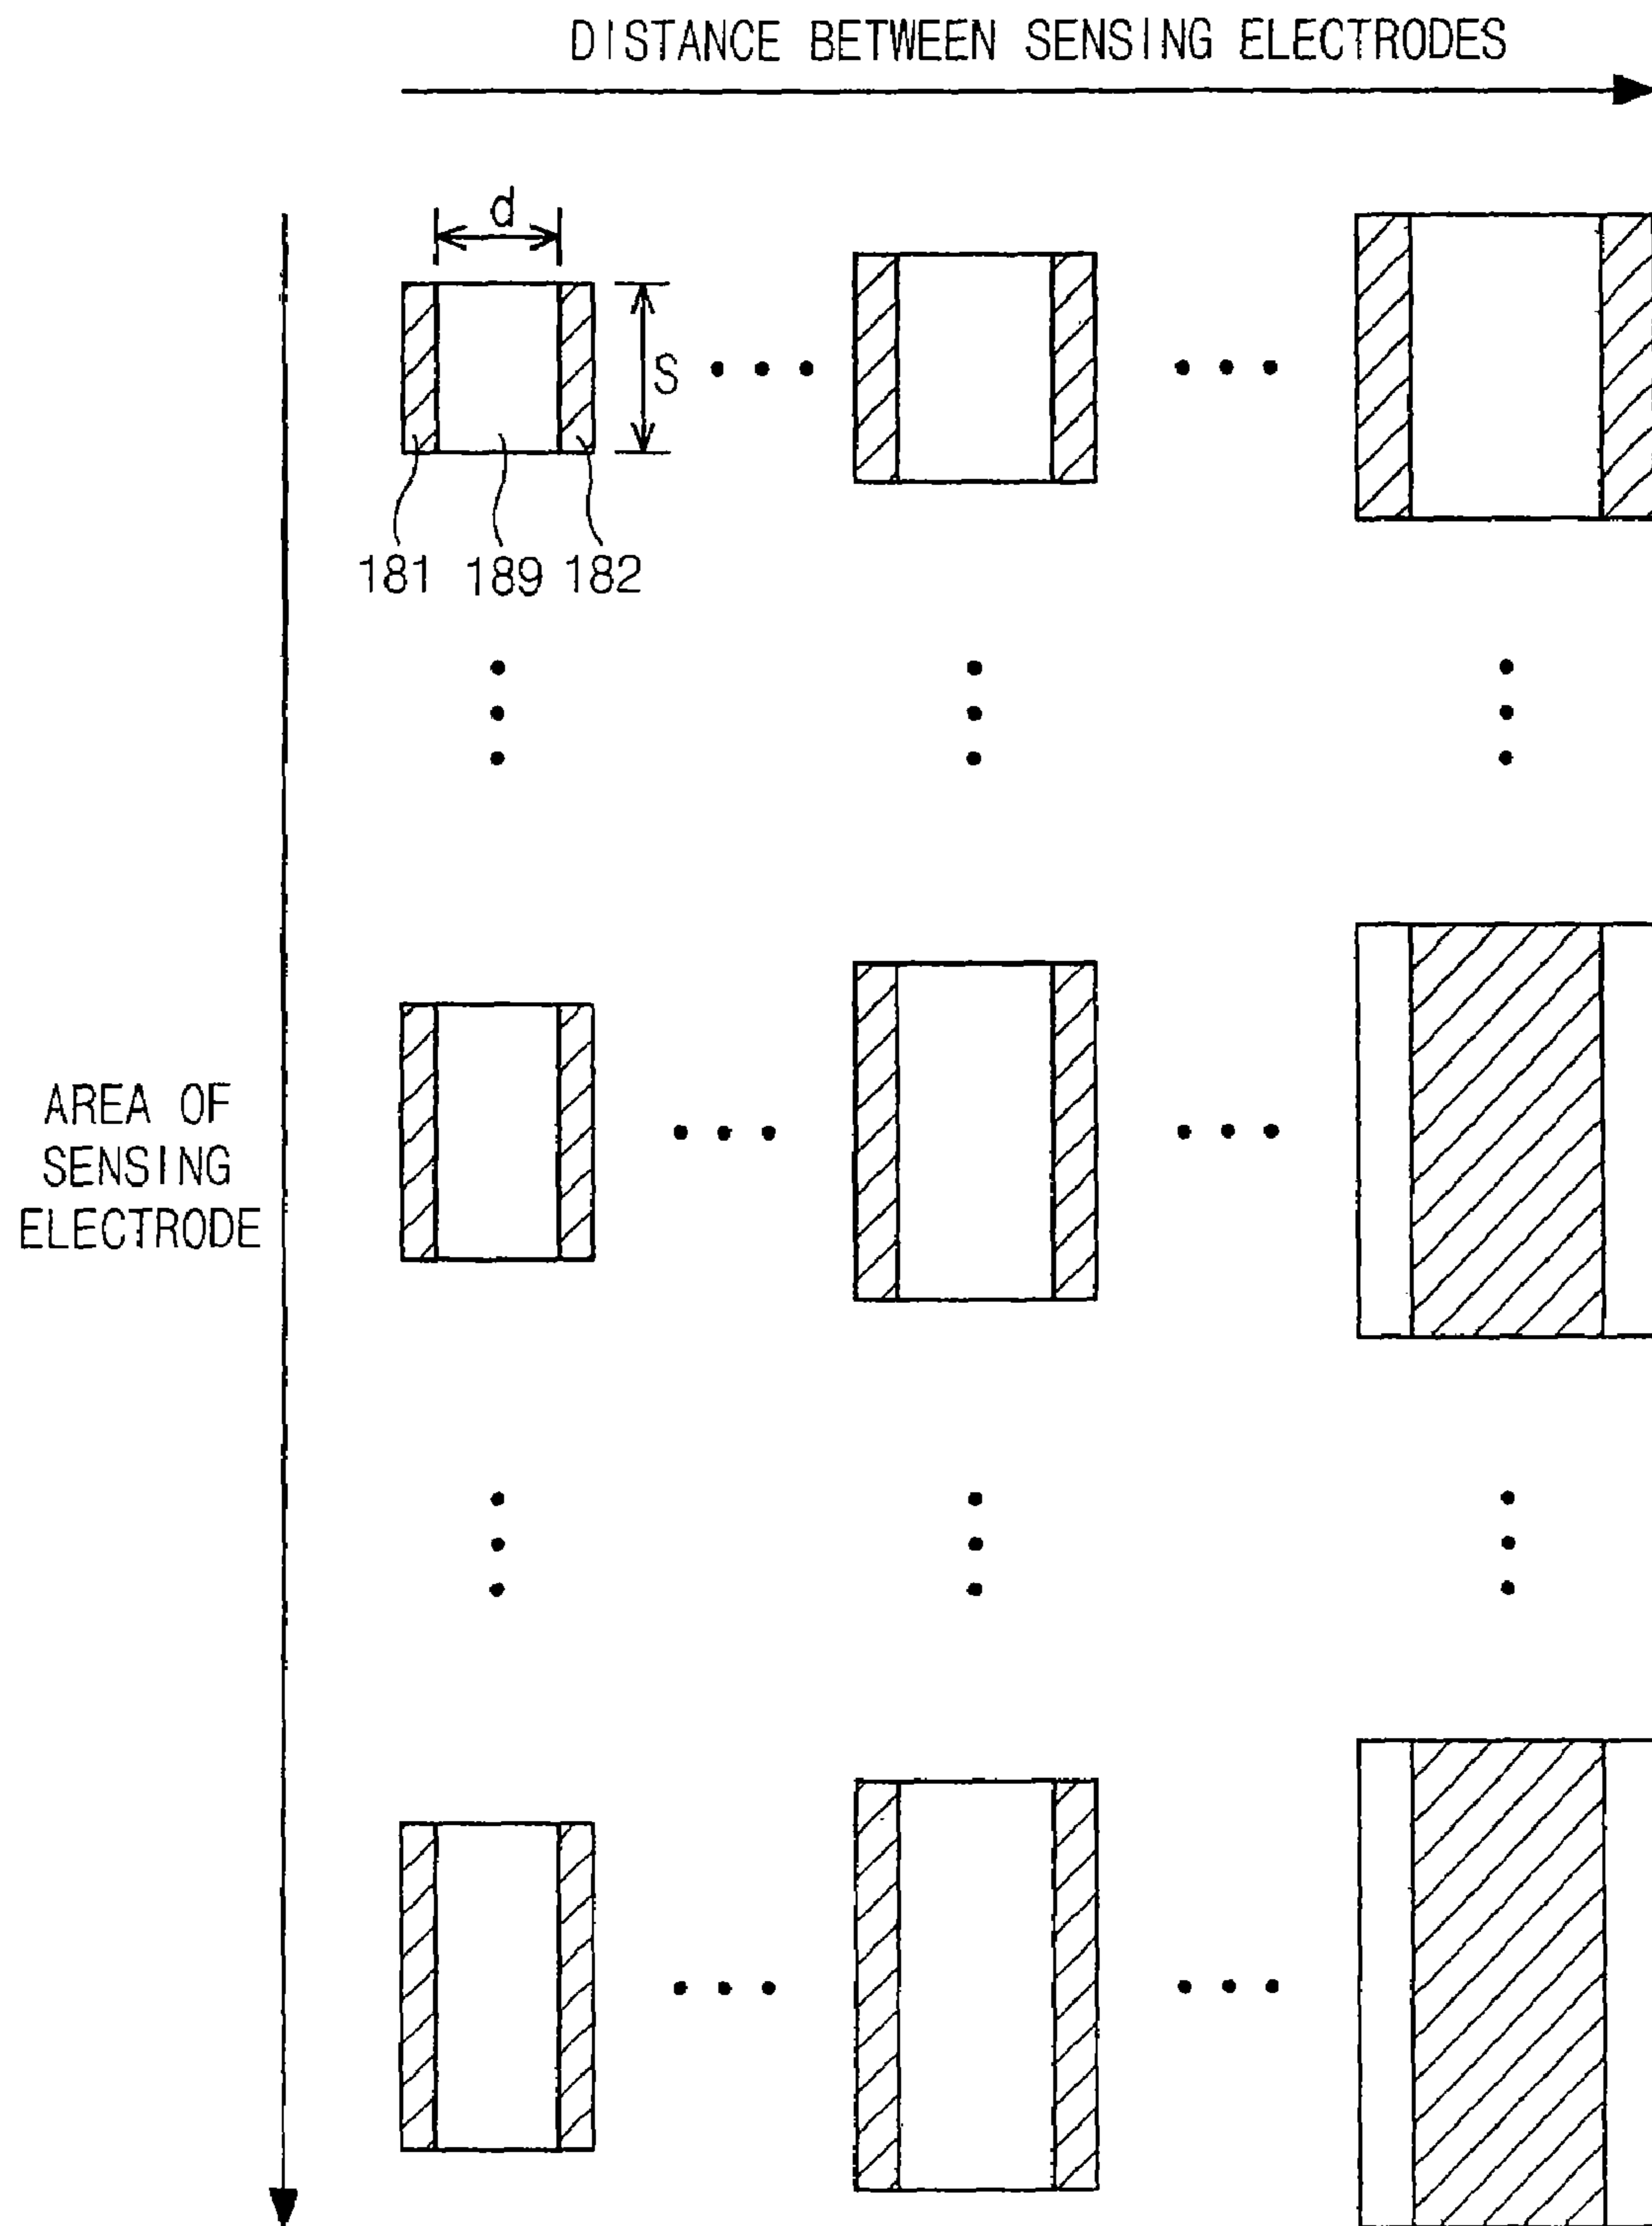 DISTANCE BETWEEN SENSING ELECTRODES
d
S
181 189 182
AREA OF
SENSING
ELECTRODE